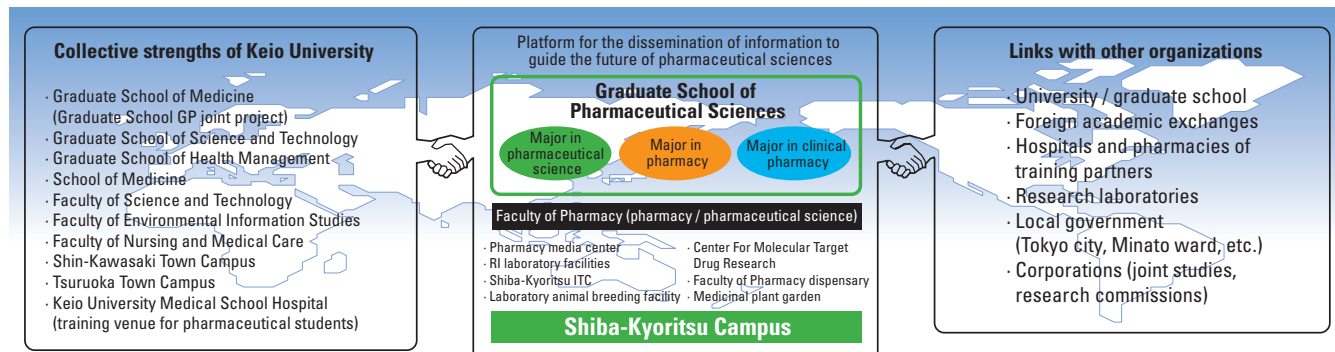 Collective strengths of Keio University
· Graduate School of Medicine
(Graduate School GP joint project)
· Graduate School of Science and Technology
· Graduate School of Health Management
· School of Medicine
· Faculty of Science and Technology
· Faculty of Environmental Information Studies
· Faculty of Nursing and Medical Care
· Shin-Kawasaki Town Campus
· Tsuruoka Town Campus
· Keio University Medical School Hospital
(training venue for pharmaceutical students)
Platform for the dissemination of information to
guide the future of pharmaceutical sciences
Graduate School of
Pharmaceutical Sciences
Major in
pharmaceutical
science
Major in
pharmacy
Major in clinical
pharmacy
Faculty of Pharmacy (pharmacy / pharmaceutical science)
· Pharmacy media center
· RI laboratory facilities
· Shiba-Kyoritsu ITC
· Laboratory animal breeding facility
· Center For Molecular Target
Drug Research
· Faculty of Pharmacy dispensary
· Medicinal plant garden
Shiba-Kyoritsu Campus
Links with other organizations
· University / graduate school
· Foreign academic exchanges
· Hospitals and pharmacies of
training partners
· Research laboratories
· Local government
(Tokyo city, Minato ward, etc.)
· Corporations (joint studies,
research commissions)